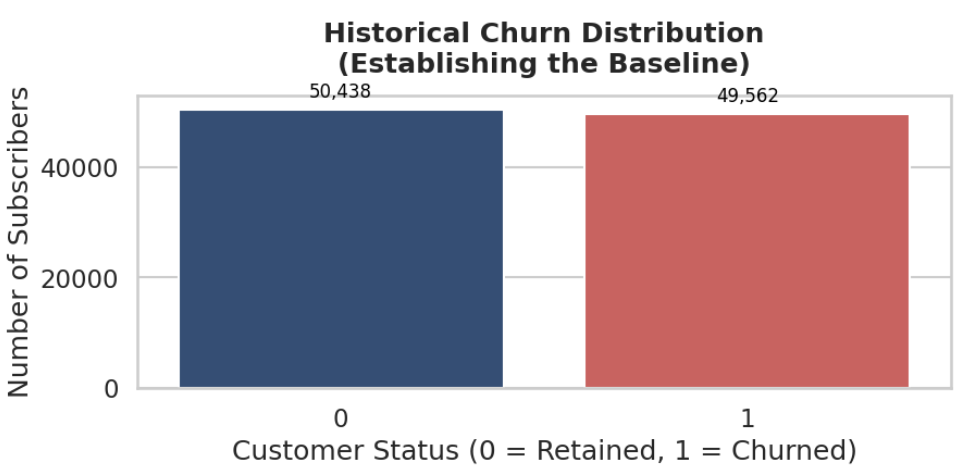 Historical Churn Distribution
(Establishing the Baseline)
50,438
49,562
Number of Subscribers
40000
20000
0
0
1
Customer Status (0 = Retained, 1 = Churned)